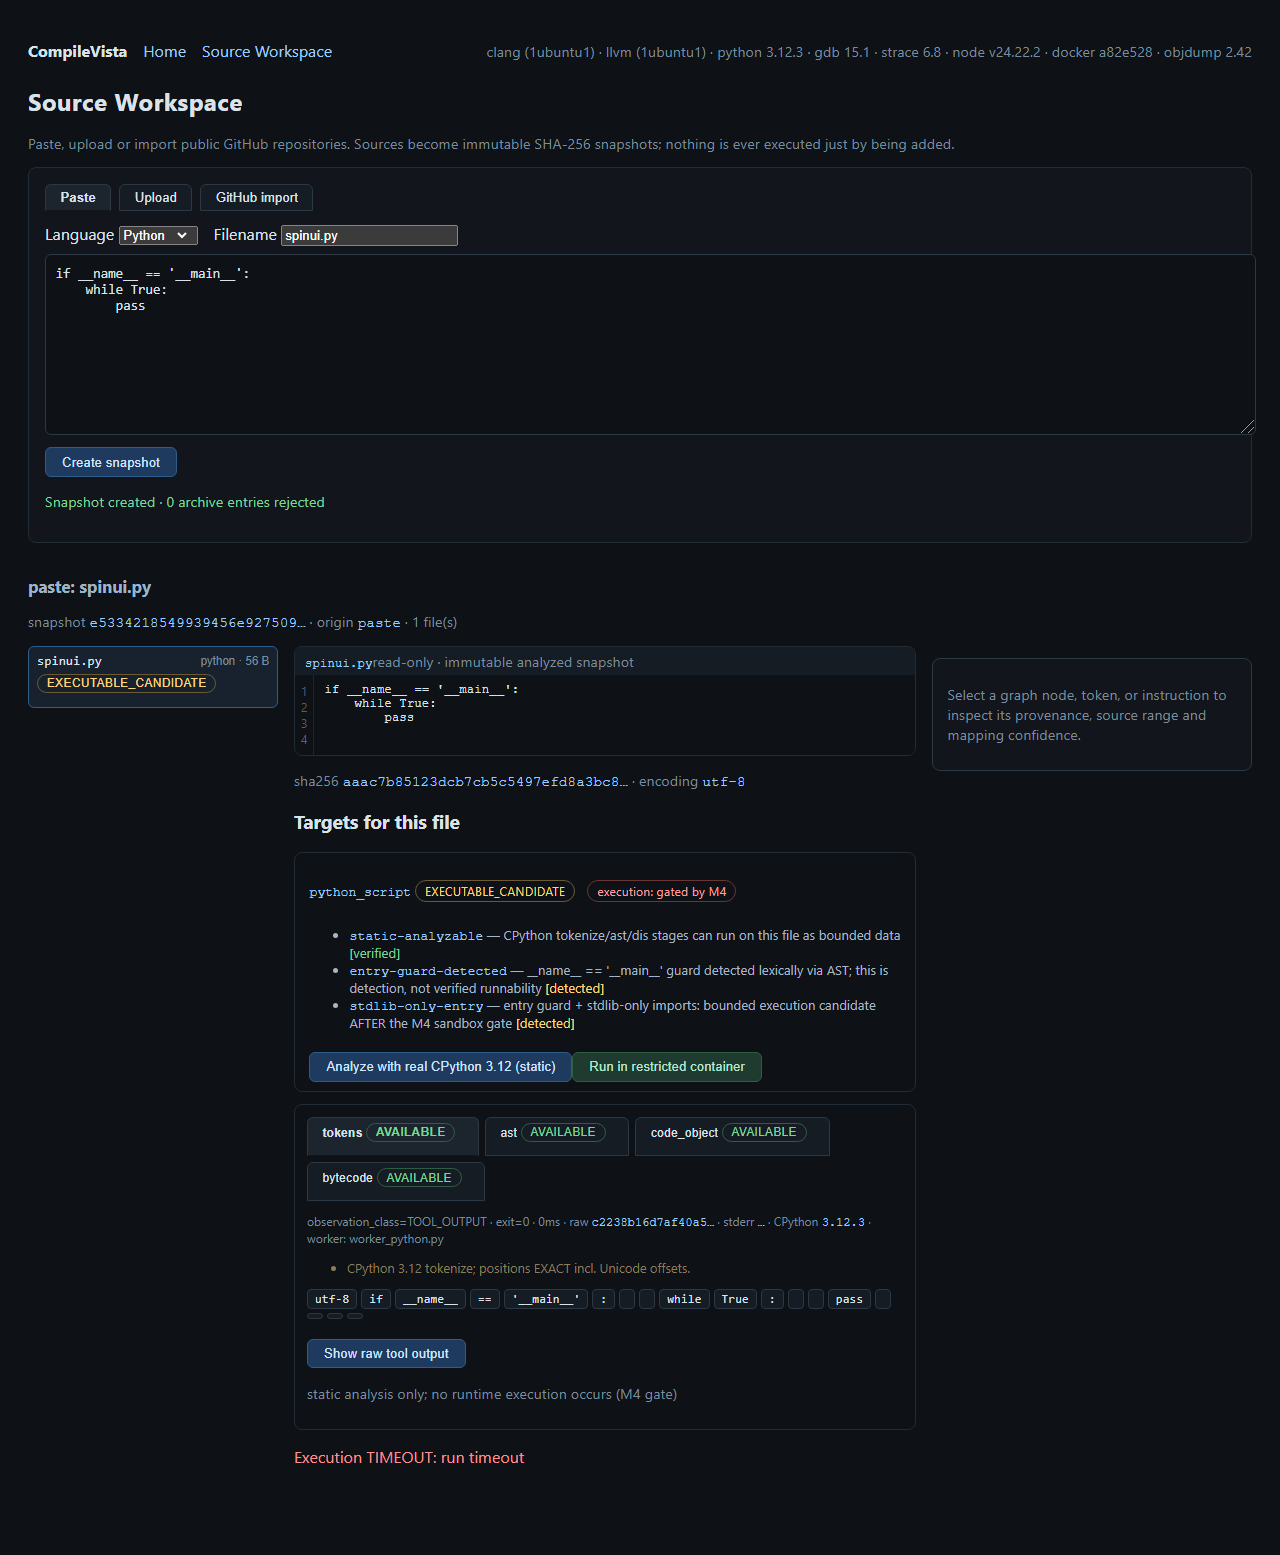 CompileVista Home Source Workspace clang (1ubuntu1) · llvm (1ubuntu1) · python 3.12.3 · gdb 15.1 · strace 6.8 · node v24.22.2 · docker a82e528 · objdump 2.42
Source Workspace
Paste, upload or import public GitHub repositories. Sources become immutable SHA-256 snapshots; nothing is ever executed just by being added.
Paste Upload GitHub import
Language Python Filename spinui.py
if __name__ == '__main__':
    while True:
        pass
Create snapshot
Snapshot created · 0 archive entries rejected
paste: spinui.py
snapshot e5334218549939456e927509… · origin paste · 1 file(s)
spinui.py python · 56 B
EXECUTABLE_CANDIDATE
spinui.pyread-only · immutable analyzed snapshot
1 if __name__ == '__main__':
2     while True:
3         pass
4
Select a graph node, token, or instruction to
inspect its provenance, source range and
mapping confidence.
sha256 aaac7b85123dcb7cb5c5497efd8a3bc8… · encoding utf-8
Targets for this file
python_script EXECUTABLE_CANDIDATE execution: gated by M4
• static-analyzable — CPython tokenize/ast/dis stages can run on this file as bounded data
[verified]
• entry-guard-detected — __name__ == '__main__' guard detected lexically via AST; this is
detection, not verified runnability [detected]
• stdlib-only-entry — entry guard + stdlib-only imports: bounded execution candidate
AFTER the M4 sandbox gate [detected]
Analyze with real CPython 3.12 (static) Run in restricted container
tokens AVAILABLE ast AVAILABLE code_object AVAILABLE
bytecode AVAILABLE
observation_class=TOOL_OUTPUT · exit=0 · 0ms · raw c2238b16d7af40a5… · stderr … · CPython 3.12.3 ·
worker: worker_python.py
• CPython 3.12 tokenize; positions EXACT incl. Unicode offsets.
utf-8 if __name__ == '__main__' : while True : pass
Show raw tool output
static analysis only; no runtime execution occurs (M4 gate)
Execution TIMEOUT: run timeout